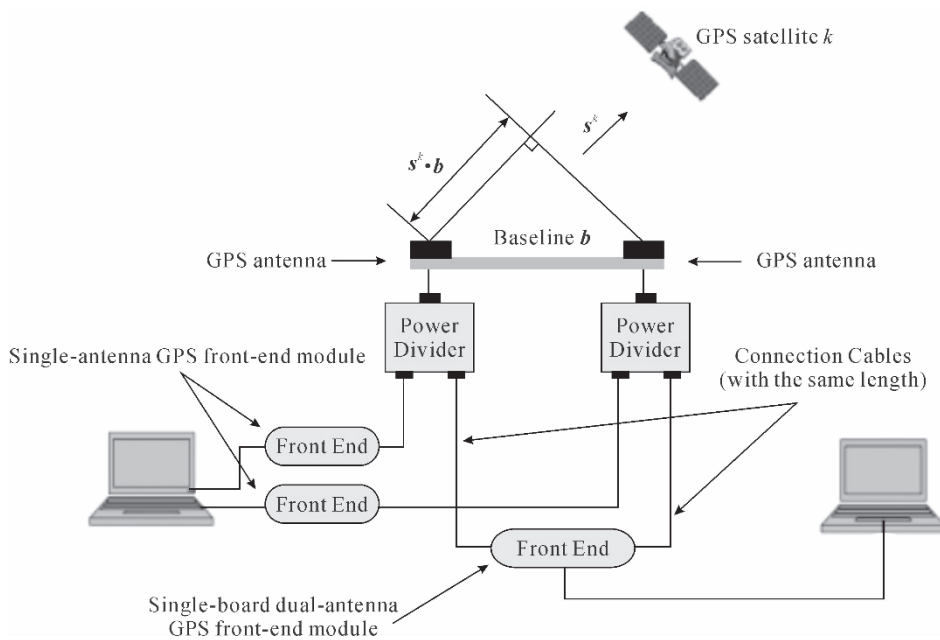 GPS satellite k
s^k
s^k·b
Baseline b
GPS antenna
GPS antenna
Power
Divider
Power
Divider
Single-antenna GPS front-end module
Connection Cables
(with the same length)
Front End
Front End
Front End
Single-board dual-antenna
GPS front-end module